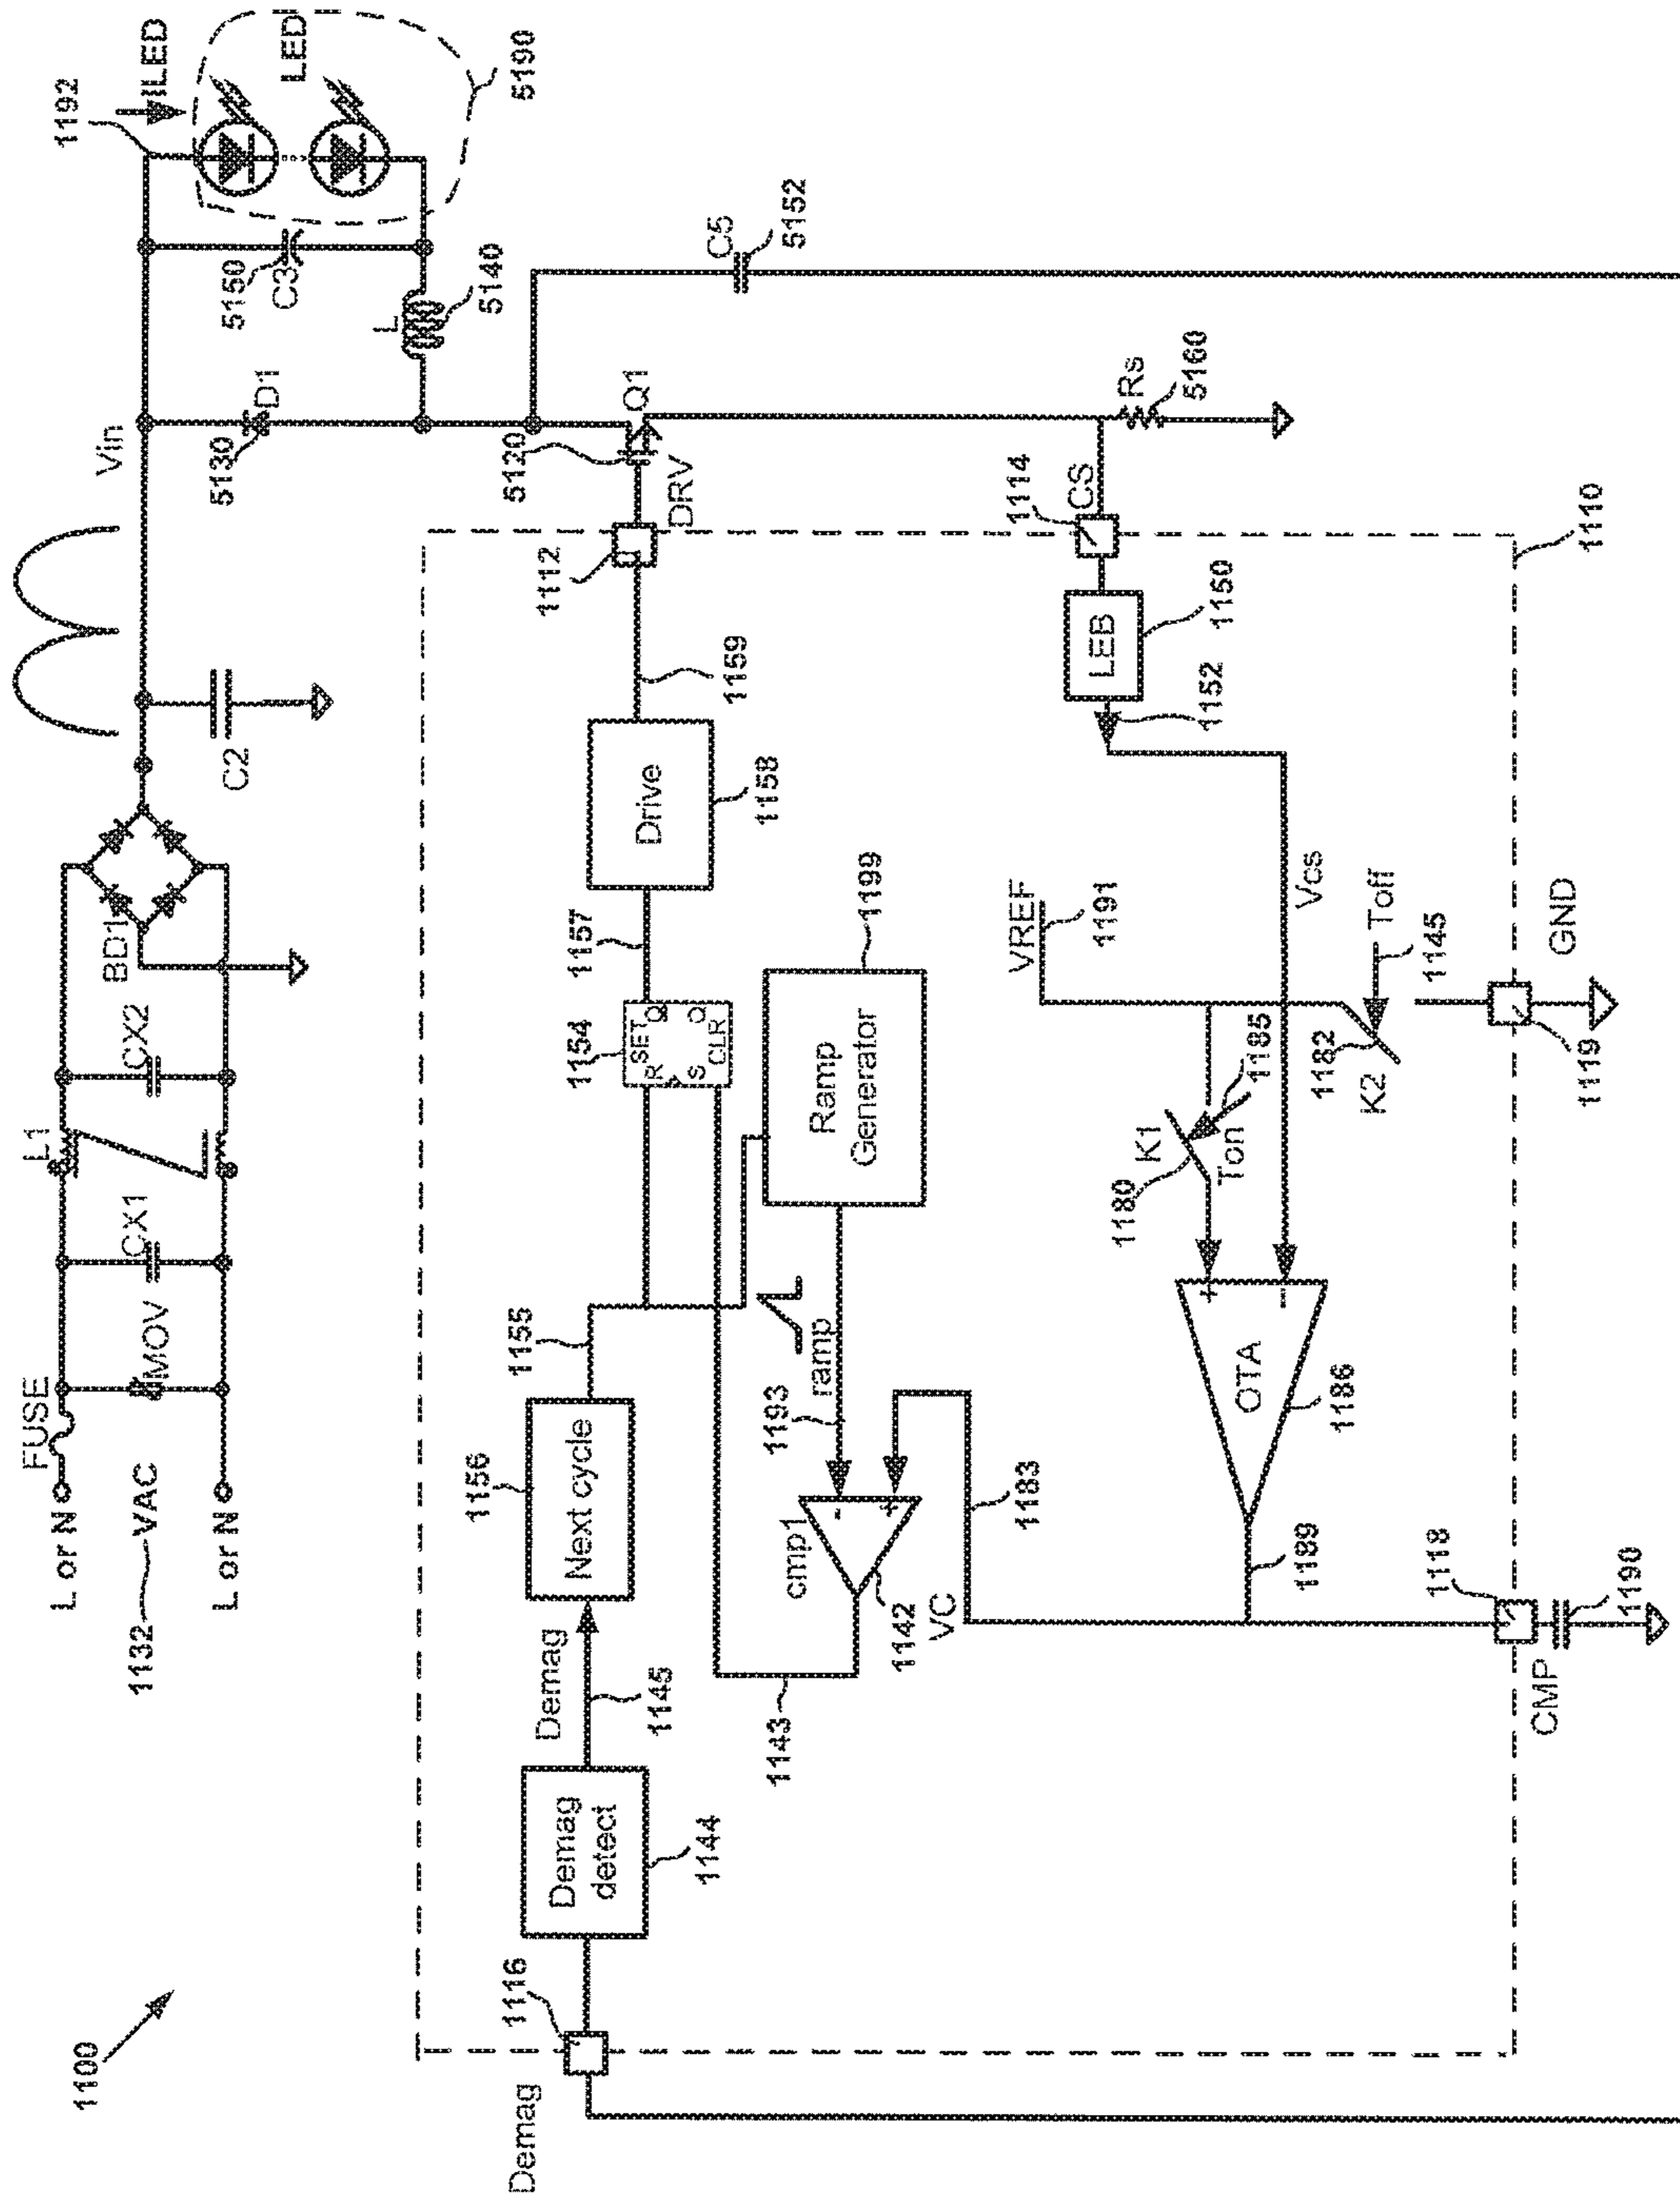 1100
L or N
FUSE
1132
VAC
L or N
MOV
CX1
L1
CX2
BD1
C2
Vin
5130
D1
5150
C3
L
5140
1192
ILED
LED
5190
C5
5152
5120
Q1
DRV
1112
Rs
5160
CS
1114
LEB
1150
1152
1110
Demag
1116
Demag
detect
1144
Demag
1145
1156
Next cycle
1155
1154
R
SET
Q
S
CLR
Q
1157
Drive
1158
1159
Ramp
Generator
1199
ramp
1193
cmp1
-
+
1142
1143
VC
1183
OTA
+
-
1186
1189
K1
1180
Ton
1185
VREF
1191
Vcs
1182
K2
Toff
1145
GND
1119
CMP
1118
1190